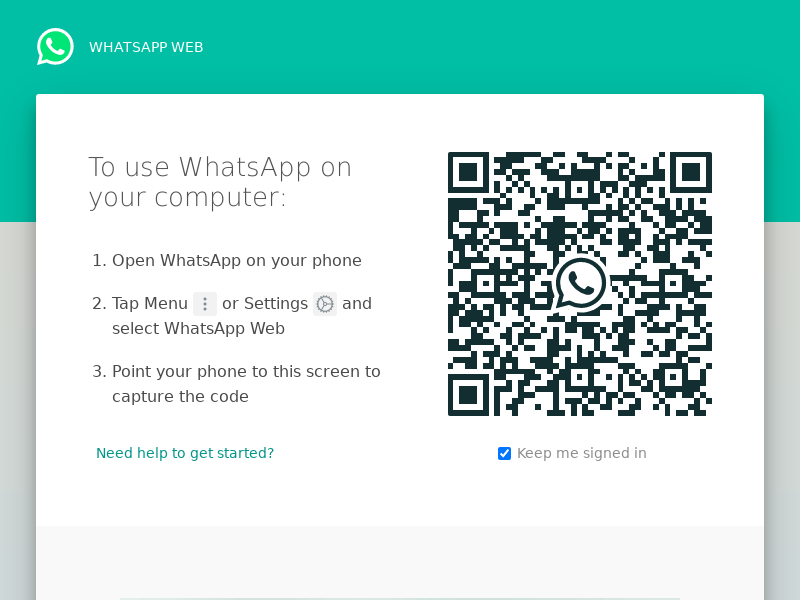 WHATSAPP WEB
To use WhatsApp on
your computer:
1. Open WhatsApp on your phone
2. Tap Menu or Settings and
select WhatsApp Web
3. Point your phone to this screen to
capture the code
Need help to get started?
Keep me signed in